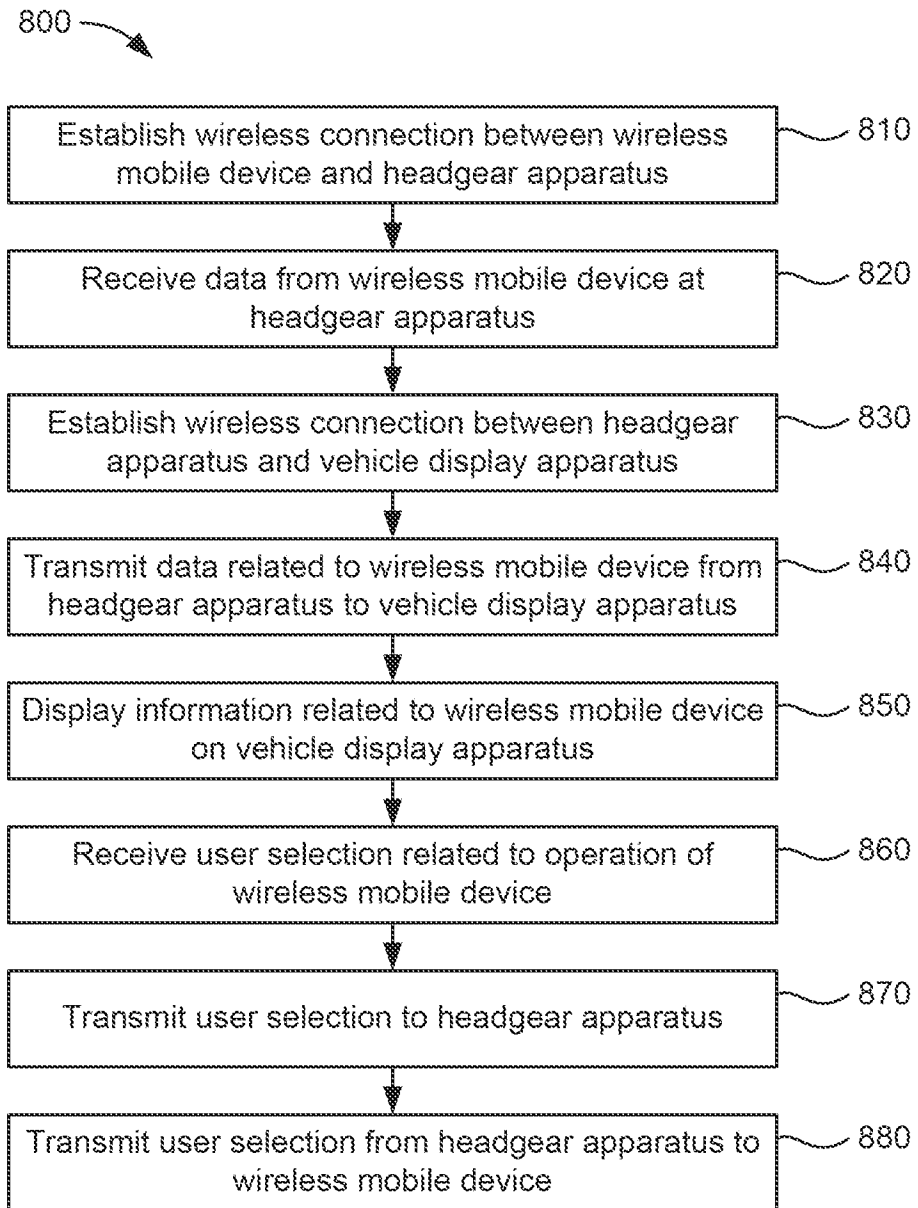 800
Establish wireless connection between wireless
mobile device and headgear apparatus
810
Receive data from wireless mobile device at
headgear apparatus
820
Establish wireless connection between headgear
apparatus and vehicle display apparatus
830
Transmit data related to wireless mobile device from
headgear apparatus to vehicle display apparatus
840
Display information related to wireless mobile device
on vehicle display apparatus
850
Receive user selection related to operation of
wireless mobile device
860
Transmit user selection to headgear apparatus
870
Transmit user selection from headgear apparatus to
wireless mobile device
880